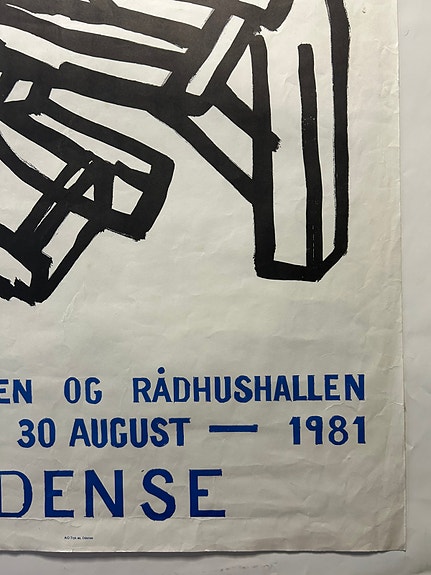 EN OG RÅDHUSHALLEN
30 AUGUST — 1981
DENSE